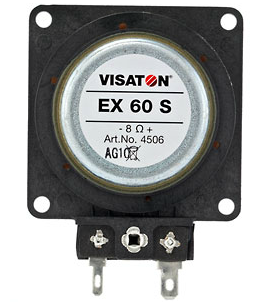 VISATON®
EX 60 S
- 8 Ω +
Art.No. 4506
AG10